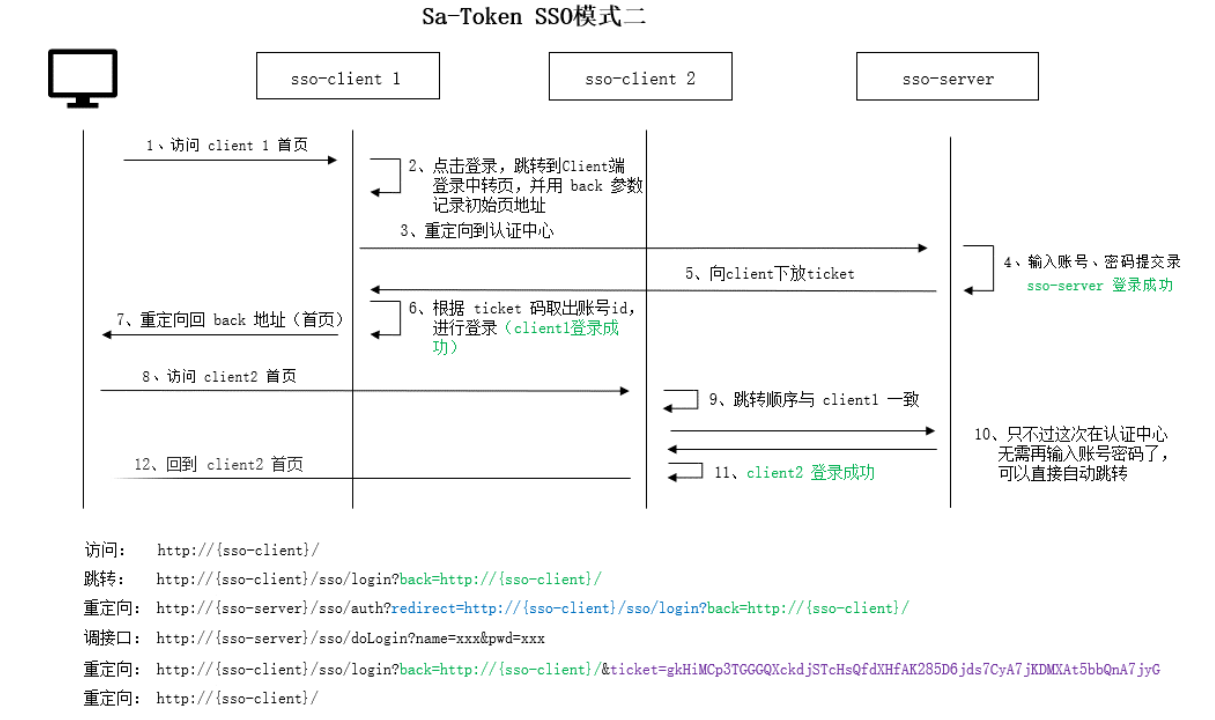 Sa-Token SSO模式二
sso-client 1
sso-client 2
sso-server
1、访问 client 1 首页
2、点击登录，跳转到Client端
登录中转页，并用 back 参数
记录初始页地址
3、重定向到认证中心
4、输入账号、密码提交录
sso-server 登录成功
5、向client下放ticket
6、根据 ticket 码取出账号id，
进行登录（client1登录成
功）
7、重定向回 back 地址（首页）
8、访问 client2 首页
9、跳转顺序与 client1 一致
10、只不过这次在认证中心
无需再输入账号密码了，
可以直接自动跳转
11、client2 登录成功
12、回到 client2 首页
访问： http://{sso-client}/
跳转： http://{sso-client}/sso/login?back=http://{sso-client}/
重定向： http://{sso-server}/sso/auth?redirect=http://{sso-client}/sso/login?back=http://{sso-client}/
调接口： http://{sso-server}/sso/doLogin?name=xxx&pwd=xxx
重定向： http://{sso-client}/sso/login?back=http://{sso-client}/&ticket=gkHiMCp3TGGGQXckdjSTcHsQfdXHfAK285D6jds7CyA7jKDMXAt5bbQnA7jyG
重定向： http://{sso-client}/